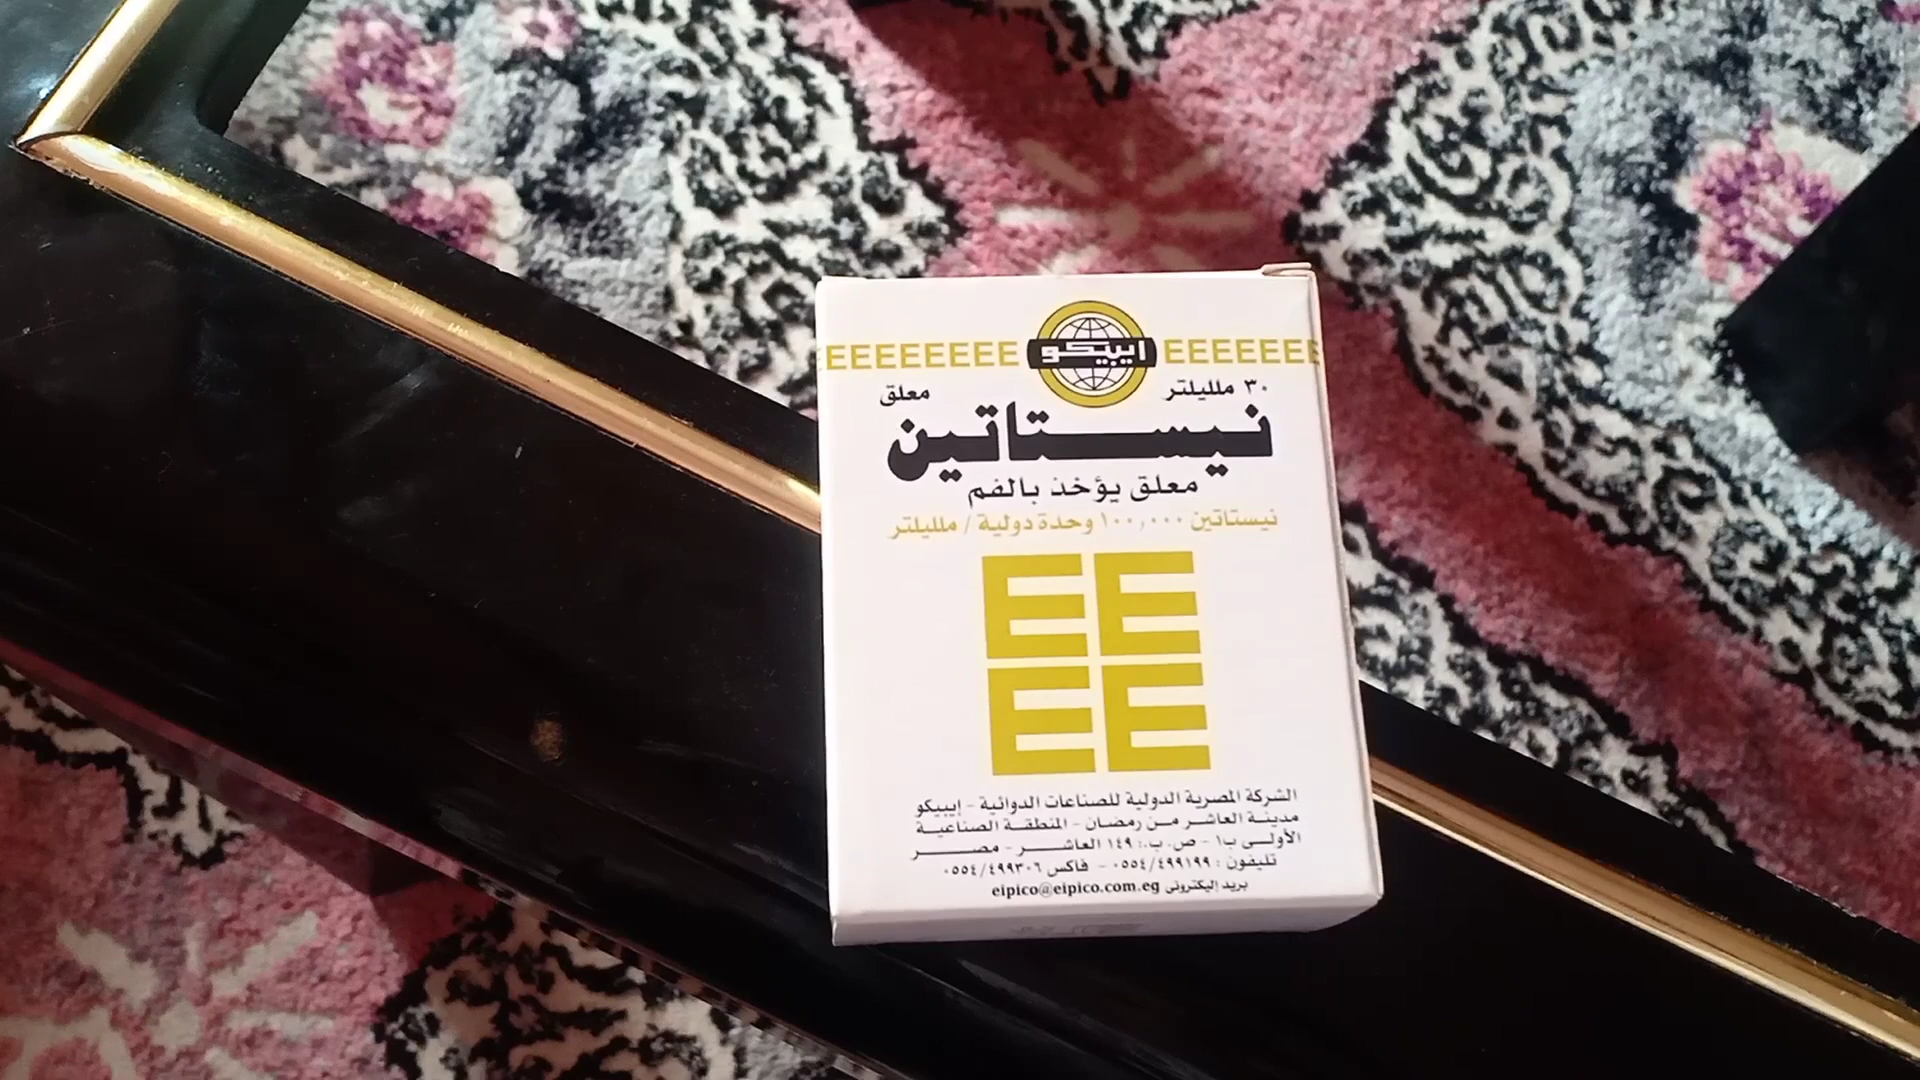 EEEEEEEE ايبيكو EEEEEEE
٣٠ ملليلتر معلق
نيستاتين
معلق يؤخذ بالفم
نيستاتين ١٠٠,٠٠٠ وحدة دولية / ملليلتر
EE
EE
الشركة المصرية الدولية للصناعات الدوائية - إيبيكو
مدينة العاشر من رمضان - المنطقة الصناعية
الأولى ب١ - ص. ب.: ١٤٩ العاشر - مصر
تليفون : ٤٩٩١٩٩/٠٥٥٤ - فاكس ٤٩٩٣٠٦/٠٥٥٤
بريد إليكترونى eipico@eipico.com.eg